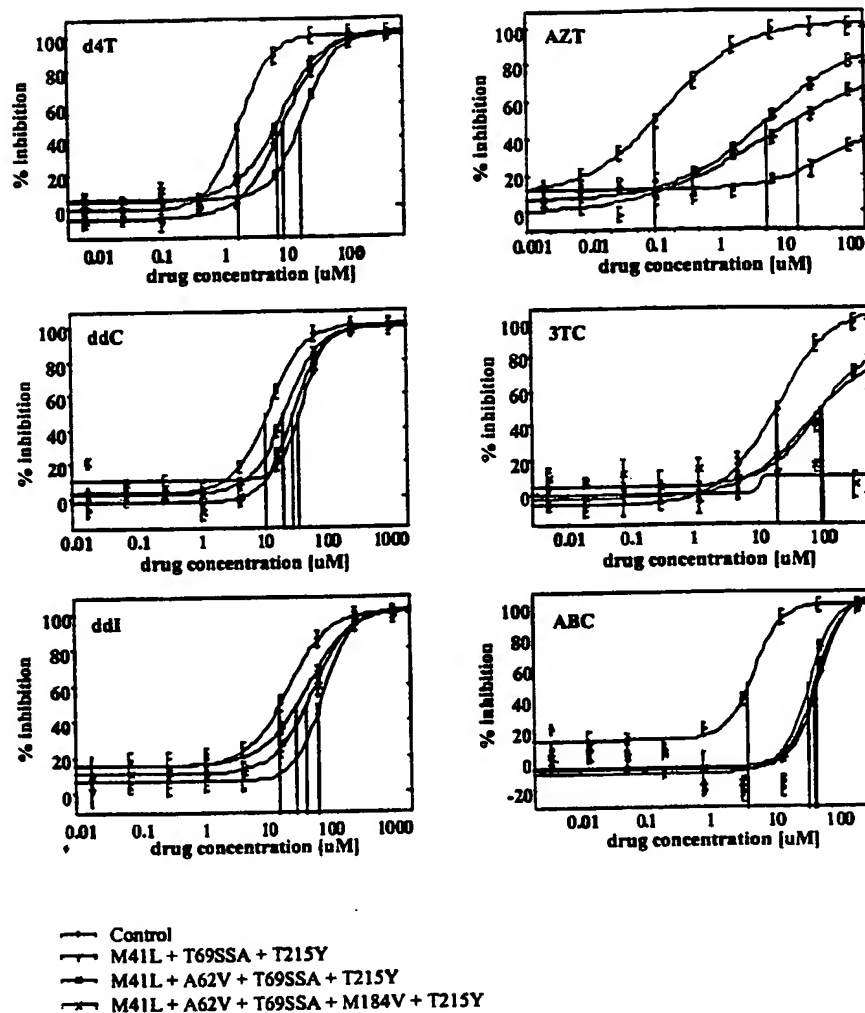 d4T
% inhibition
100
80
60
40
20
0
0.01 0.1 1 10 100
drug concentration [uM]
AZT
% inhibition
100
80
60
40
20
0
0.001 0.01 0.1 1 10 100
drug concentration [uM]
ddC
% inhibition
100
80
60
40
20
0
0.01 0.1 1 10 100 1000
drug concentration [uM]
3TC
% inhibition
100
80
60
40
20
0
0.01 0.1 1 10 100
drug concentration [uM]
ddI
% inhibition
100
80
60
40
20
0
0.01 0.1 1 10 100 1000
drug concentration [uM]
ABC
% inhibition
100
80
60
40
20
0
-20
0.01 0.1 1 10 100
drug concentration [uM]
Control
M41L + T69SSA + T215Y
M41L + A62V + T69SSA + T215Y
M41L + A62V + T69SSA + M184V + T215Y